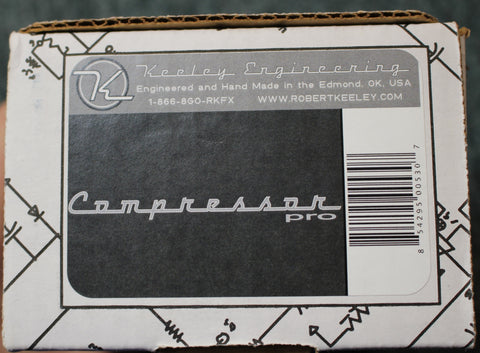 Keeley Engineering
Engineered and Hand Made in the Edmond, OK, USA
1-866-8GO-RKFX WWW.ROBERTKEELEY.COM
Compressor
pro
8 54295 00530 7